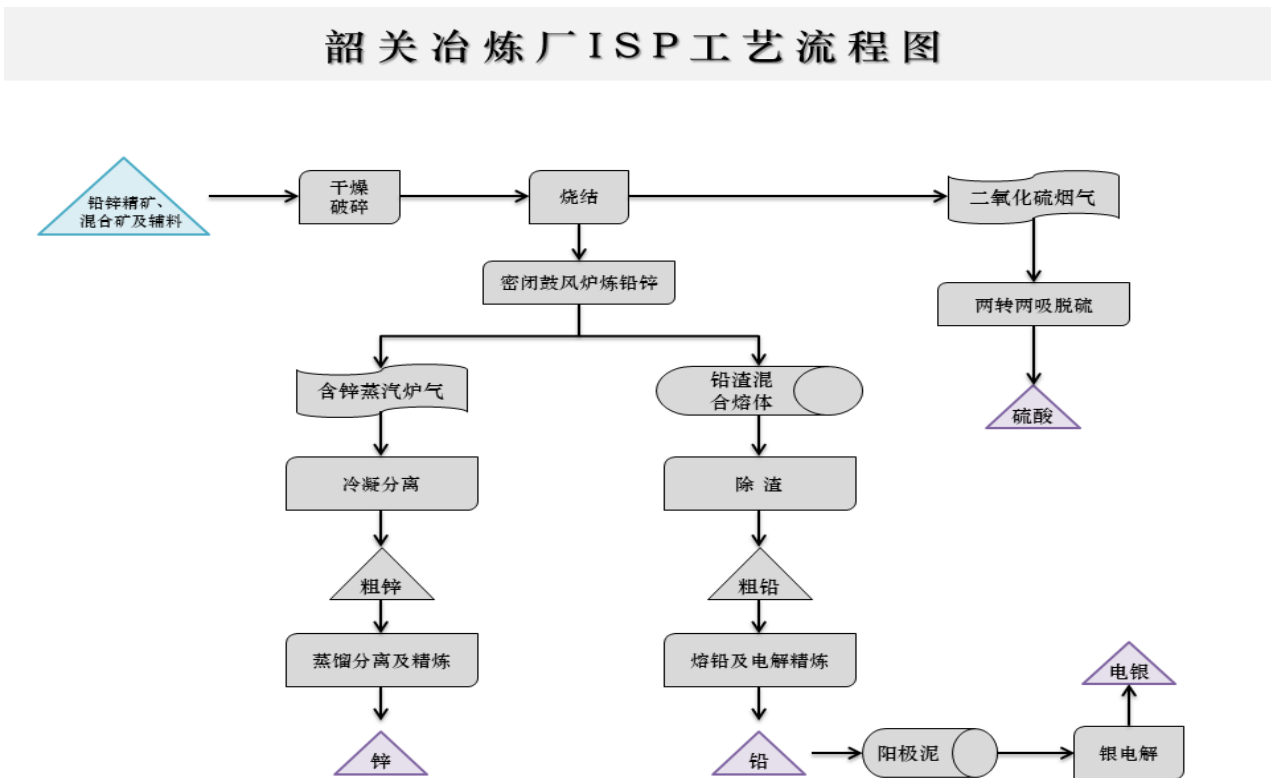 韶关冶炼厂ISP工艺流程图
铅锌精矿、
混合矿及辅料
干燥
破碎
烧结
二氧化硫烟气
密闭鼓风炉炼铅锌
两转两吸脱硫
含锌蒸汽炉气
铅渣混
合熔体
硫酸
冷凝分离
除 渣
粗锌
粗铅
蒸馏分离及精炼
熔铅及电解精炼
电银
锌
铅
阳极泥
银电解